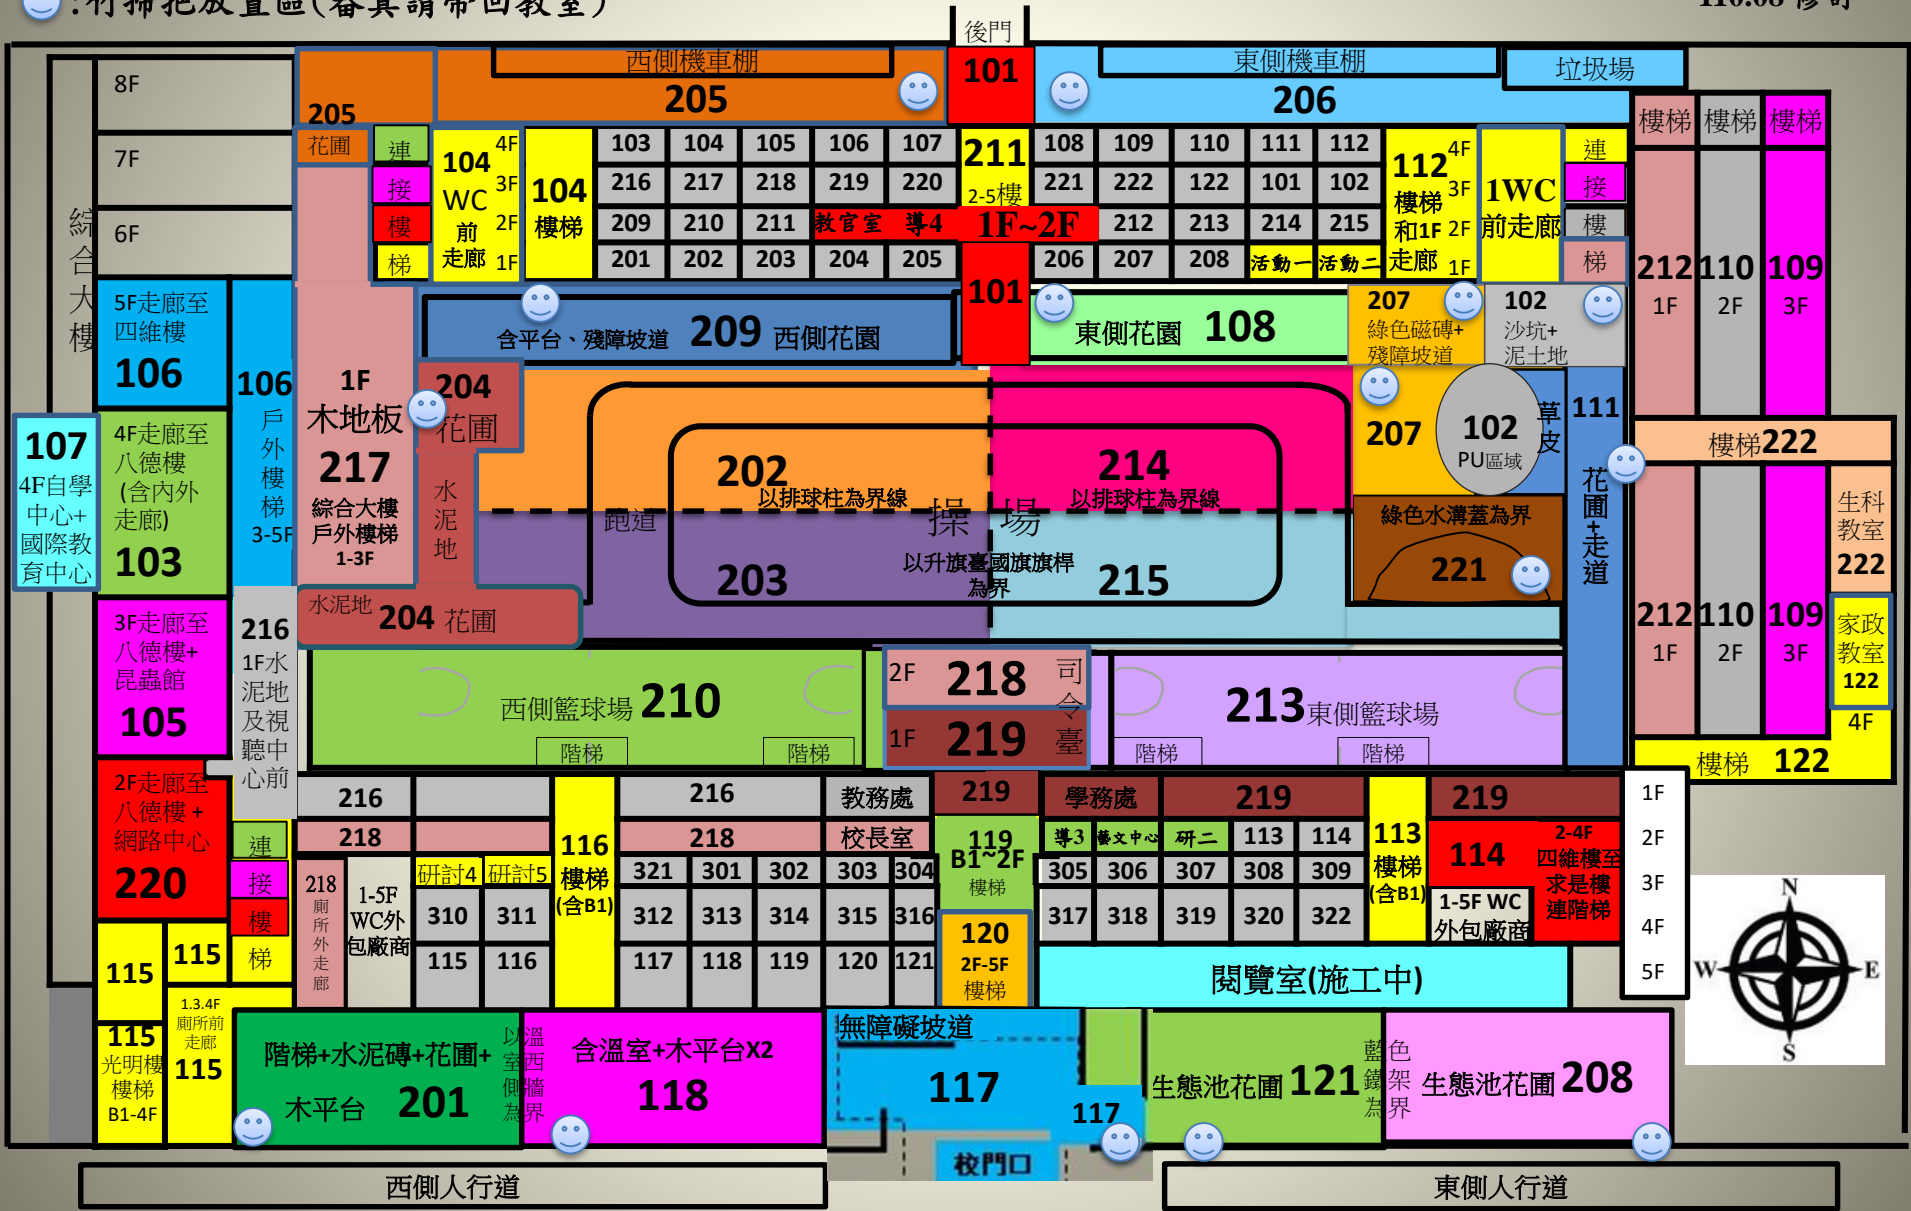 :竹掃把放置區(畚箕請帶回教室)
110.08 修訂
後門
西側機車棚
205
205
花圃
101
東側機車棚
206
垃圾場
綜合大樓
8F
7F
6F
5F走廊至
四維樓
106
4F走廊至
八德樓
(含內外
走廊)
103
3F走廊至
八德樓+
昆蟲館
105
2F走廊至
八德樓+
網路中心
220
107
4F自學
中心+
國際教
育中心
106
戶外樓梯
3-5F
216
1F水
泥地
及視
聽中
心前
連
接
樓
梯
104
WC
前
走廊
4F
3F
2F
1F
104
樓梯
103 104 105 106 107
216 217 218 219 220
209 210 211 教官室 導4
201 202 203 204 205
211
2-5樓
1F~2F
101
108 109 110 111 112
221 222 122 101 102
212 213 214 215
206 207 208 活動一 活動二
112
樓梯
和1F
走廊
4F
3F
2F
1F
1WC
前走廊
連
接
樓
梯
樓梯 樓梯 樓梯
212 110 109
1F 2F 3F
含平台、殘障坡道 209 西側花園
東側花園 108
207
綠色磁磚+
殘障坡道
102
沙坑+
泥土地
1F
木地板
217
綜合大樓
戶外樓梯
1-3F
204
花圃
水泥地
水泥地 204 花圃
202
以排球柱為界線
214
以排球柱為界線
跑道
操場
203
以升旗臺國旗旗桿
為界
215
207
102
PU區域
草皮
111
花圃+走道
綠色水溝蓋為界
221
樓梯222
生科
教室
222
212 110 109
1F 2F 3F
家政
教室
122
4F
樓梯 122
西側籃球場 210
階梯 階梯
2F 218
1F 219
司令臺
213東側籃球場
階梯 階梯
216 216 教務處 219 學務處 219 219
218 218 校長室
連
接
樓
梯
218
廁所外走廊
1-5F
WC外
包廠商
研討4 研討5
310 311
115 116
116
樓梯
(含B1)
321 301 302 303 304
312 313 314 315 316
117 118 119 120 121
119
B1~2F
樓梯
120
2F-5F
樓梯
導3 藝文中心 研二 113 114
305 306 307 308 309
317 318 319 320 322
113
樓梯
(含B1)
114
2-4F
四維樓至
求是樓
連階梯
1-5F WC
外包廠商
閱覽室(施工中)
1F
2F
3F
4F
5F
N
W E
S
115
115
1.3.4F
廁所前
走廊
115
115
光明樓
樓梯
B1-4F
階梯+水泥磚+花圃+
木平台 201
以溫室西側牆為界
含溫室+木平台X2
118
無障礙坡道
117
117
校門口
生態池花圃 121
藍色鐵架為界
生態池花圃 208
西側人行道
東側人行道